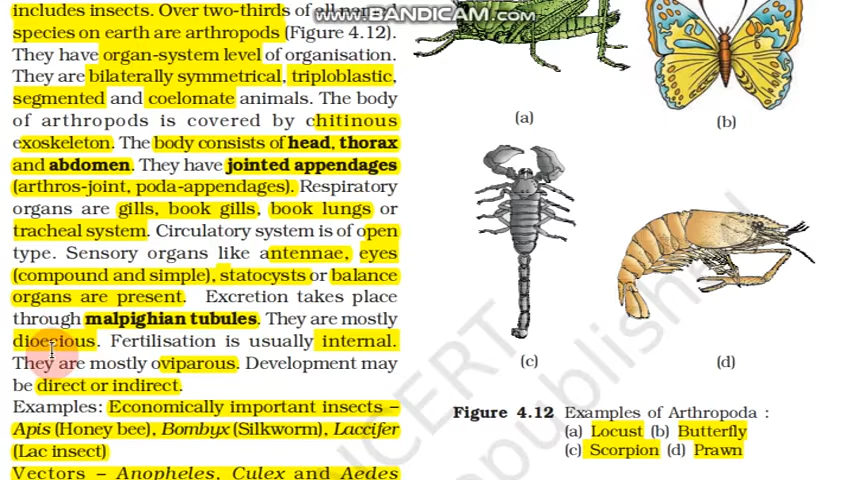 includes insects. Over two-thirds of all named
www.BANDICAM.com
species on earth are arthropods (Figure 4.12).
They have organ-system level of organisation.
They are bilaterally symmetrical, triploblastic,
segmented and coelomate animals. The body
of arthropods is covered by chitinous
exoskeleton. The body consists of head, thorax
and abdomen. They have jointed appendages
(arthros-joint, poda-appendages). Respiratory
organs are gills, book gills, book lungs or
tracheal system. Circulatory system is of open
type. Sensory organs like antennae, eyes
(compound and simple), statocysts or balance
organs are present. Excretion takes place
through malpighian tubules. They are mostly
dioecious. Fertilisation is usually internal.
They are mostly oviparous. Development may
be direct or indirect.
Examples: Economically important insects –
Apis (Honey bee), Bombyx (Silkworm), Laccifer
(Lac insect)
Vectors – Anopheles, Culex and Aedes
(a)
(b)
(c)
(d)
Figure 4.12 Examples of Arthropoda :
(a) Locust (b) Butterfly
(c) Scorpion (d) Prawn
NCERT
republished